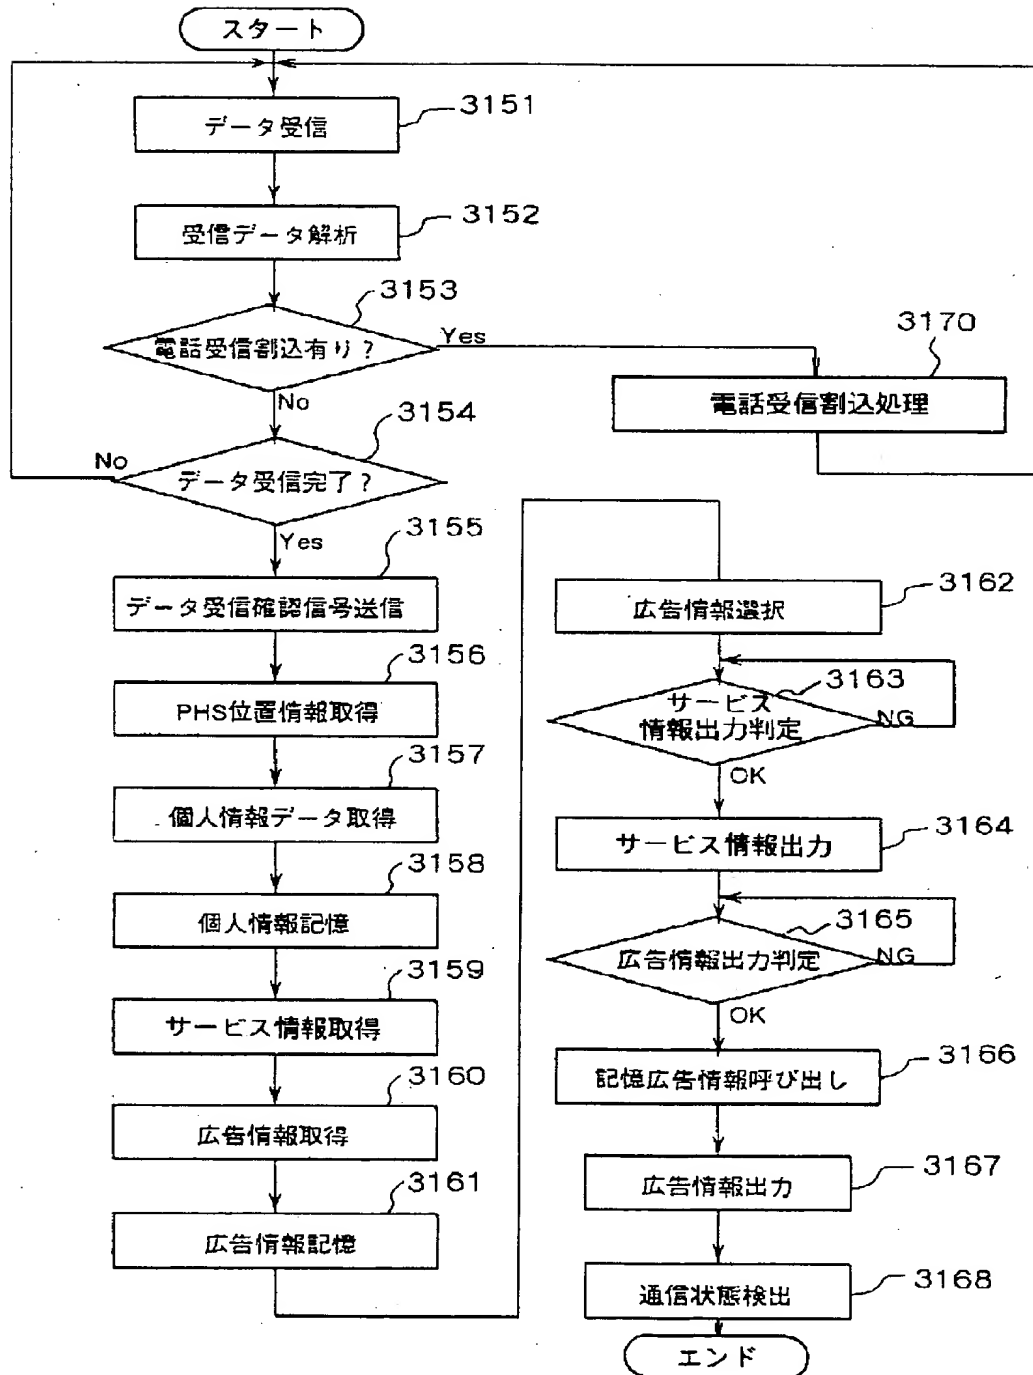 スタート
データ受信
3151
受信データ解析
3152
電話受信割込有り?
3153
Yes
No
電話受信割込処理
3170
データ受信完了?
3154
No
Yes
データ受信確認信号送信
3155
PHS位置情報取得
3156
個人情報データ取得
3157
個人情報記憶
3158
サービス情報取得
3159
広告情報取得
3160
広告情報記憶
3161
広告情報選択
3162
サービス
情報出力判定
3163
NG
OK
サービス情報出力
3164
広告情報出力判定
3165
NG
OK
記憶広告情報呼び出し
3166
広告情報出力
3167
通信状態検出
3168
エンド